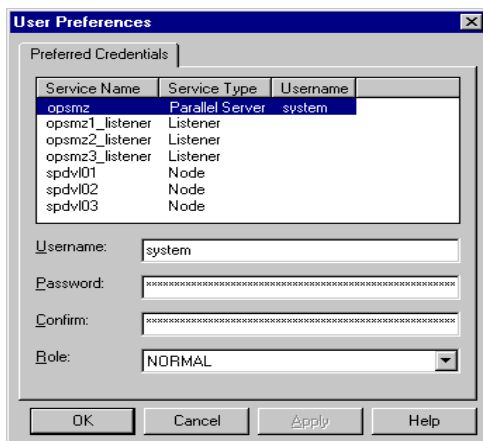 User Preferences
Preferred Credentials
Service Name Service Type Username
opsmz Parallel Server system
opsmz1_listener Listener
opsmz2_listener Listener
opsmz3_listener Listener
spdvl01 Node
spdvl02 Node
spdvl03 Node
Username: system
Password: ****************************************************
Confirm: ****************************************************
Role: NORMAL
OK Cancel Apply Help